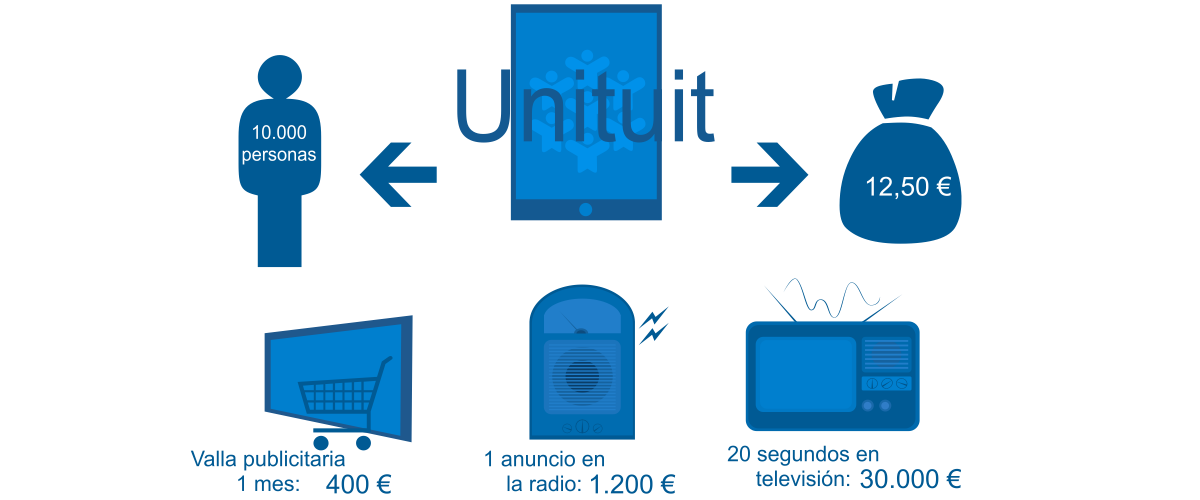 Unituit
10.000
personas
12,50 €
Valla publicitaria
1 mes: 400 €
1 anuncio en
la radio: 1.200 €
20 segundos en
televisión: 30.000 €